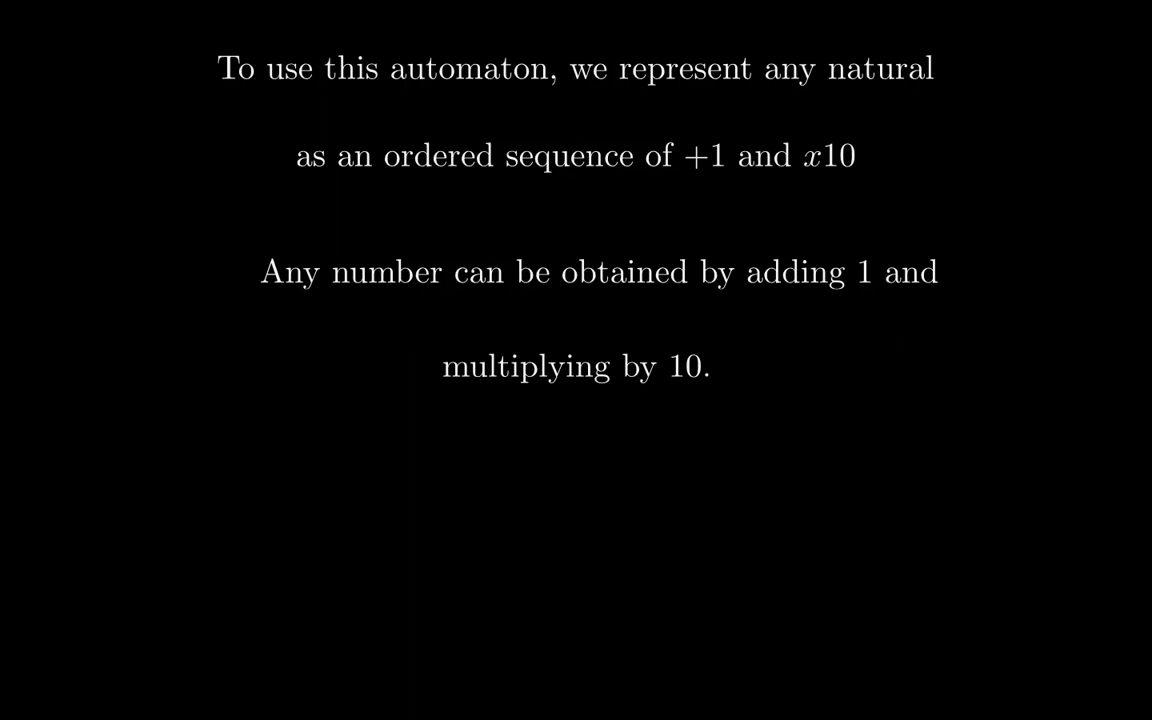 To use this automaton, we represent any natural
as an ordered sequence of +1 and x10
Any number can be obtained by adding 1 and
multiplying by 10.